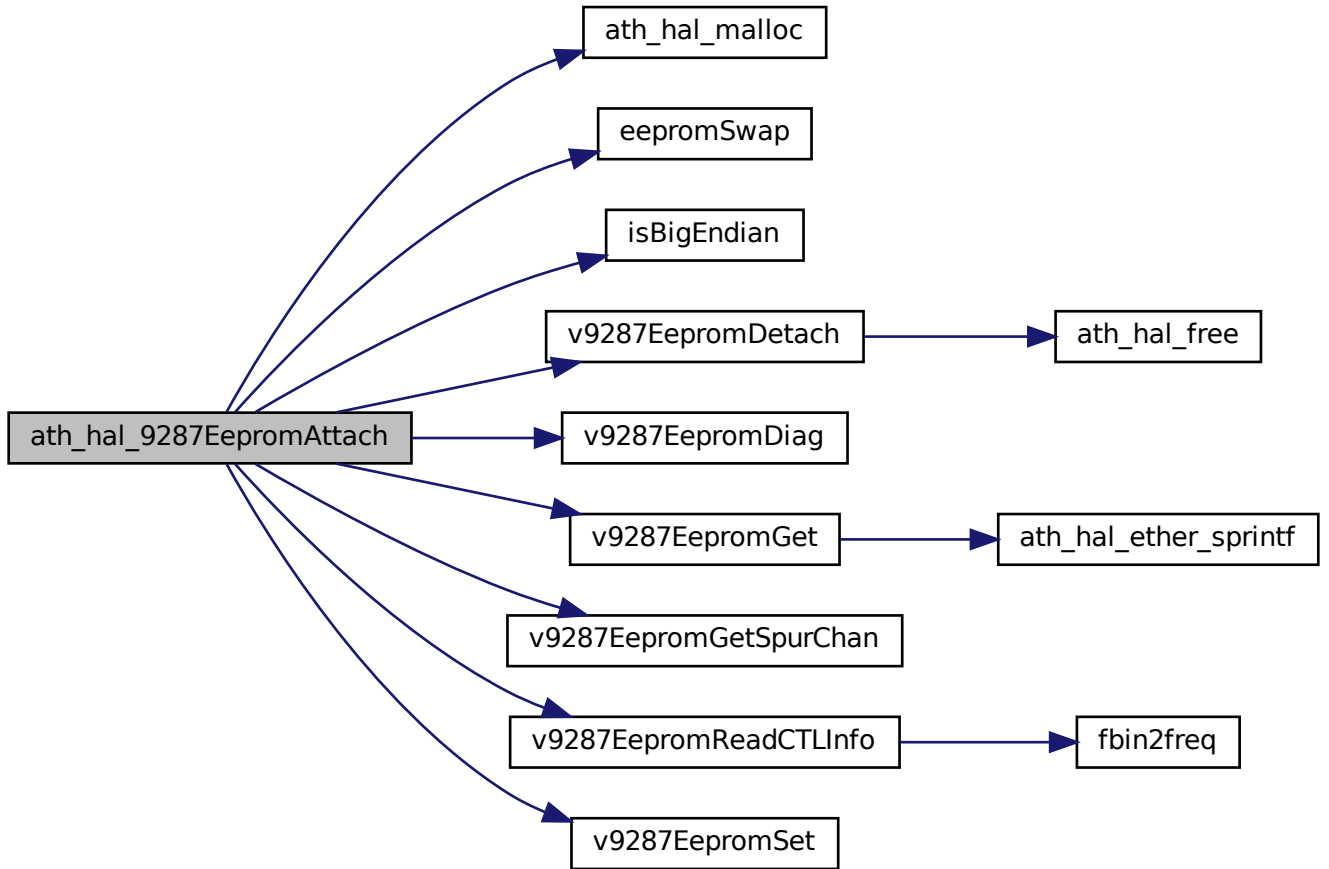 ath_hal_malloc
eepromSwap
isBigEndian
v9287EepromDetach
ath_hal_free
ath_hal_9287EepromAttach
v9287EepromDiag
v9287EepromGet
ath_hal_ether_sprintf
v9287EepromGetSpurChan
v9287EepromReadCTLInfo
fbin2freq
v9287EepromSet